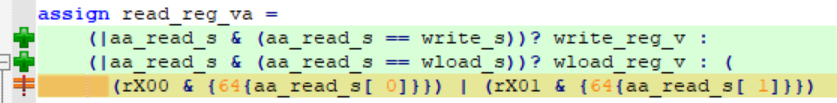 assign read_reg_va =
(|aa_read_s & (aa_read_s == write_s))? write_reg_v :
(|aa_read_s & (aa_read_s == wload_s))? wload_reg_v : (
(rX00 & {64{aa_read_s[ 0]}}) | (rX01 & {64{aa_read_s[ 1]}})